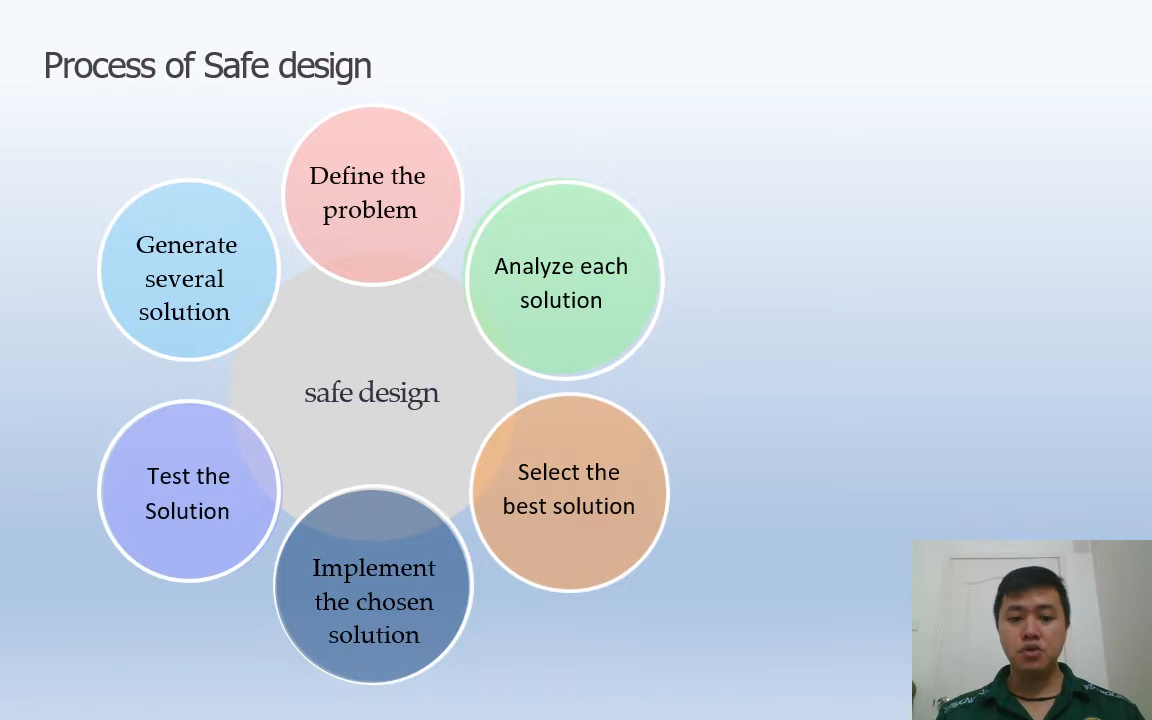 Process of Safe design
Define the
problem
Generate
several
solution
Analyze each
solution
safe design
Test the
Solution
Select the
best solution
Implement
the chosen
solution